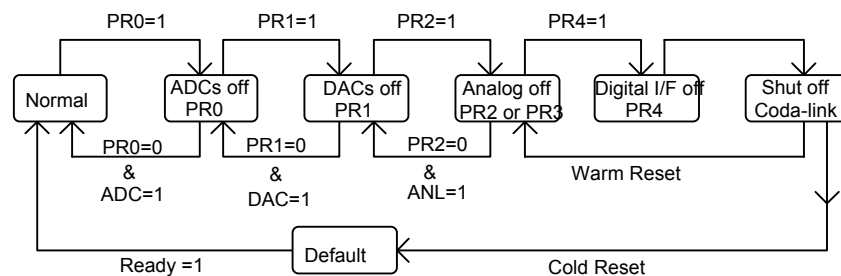 PR0=1
PR1=1
PR2=1
PR4=1
Normal
ADCs off
PR0
DACs off
PR1
Analog off
PR2 or PR3
Digital I/F off
PR4
Shut off
Coda-link
PR0=0
&
ADC=1
PR1=0
&
DAC=1
PR2=0
&
ANL=1
Warm Reset
Ready =1
Default
Cold Reset